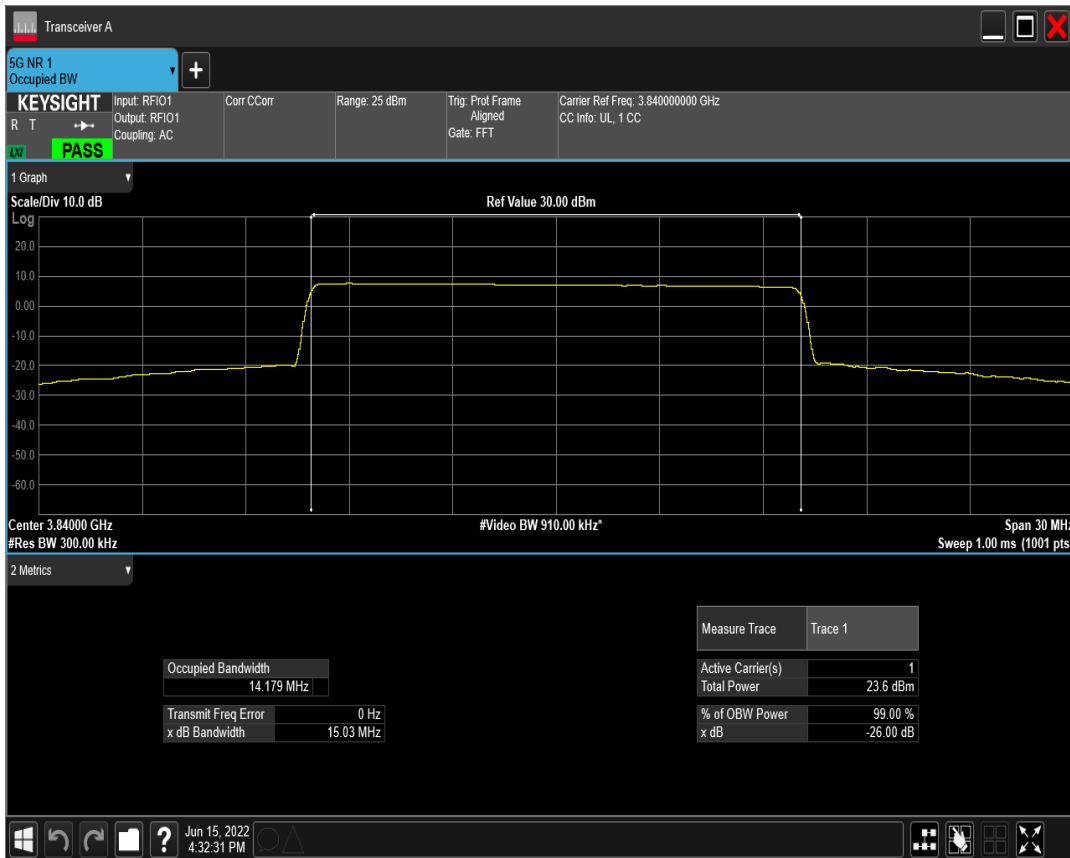 Transceiver A
5G NR 1
Occupied BW
+
KEYSIGHT
R T
LXI
PASS
Input: RFIO1
Output: RFIO1
Coupling: AC
Corr CCorr
Range: 25 dBm
Trig: Prot Frame
Aligned
Gate: FFT
Carrier Ref Freq: 3.840000000 GHz
CC Info: UL, 1 CC
1 Graph
Scale/Div 10.0 dB
Ref Value 30.00 dBm
Log
20.0
10.0
0.00
-10.0
-20.0
-30.0
-40.0
-50.0
-60.0
Center 3.84000 GHz
#Video BW 910.00 kHz*
Span 30 MHz
#Res BW 300.00 kHz
Sweep 1.00 ms (1001 pts
2 Metrics
Measure Trace Trace 1
Occupied Bandwidth
14.179 MHz
Active Carrier(s) 1
Total Power 23.6 dBm
Transmit Freq Error 0 Hz
x dB Bandwidth 15.03 MHz
% of OBW Power 99.00 %
x dB -26.00 dB
?
Jun 15, 2022
4:32:31 PM